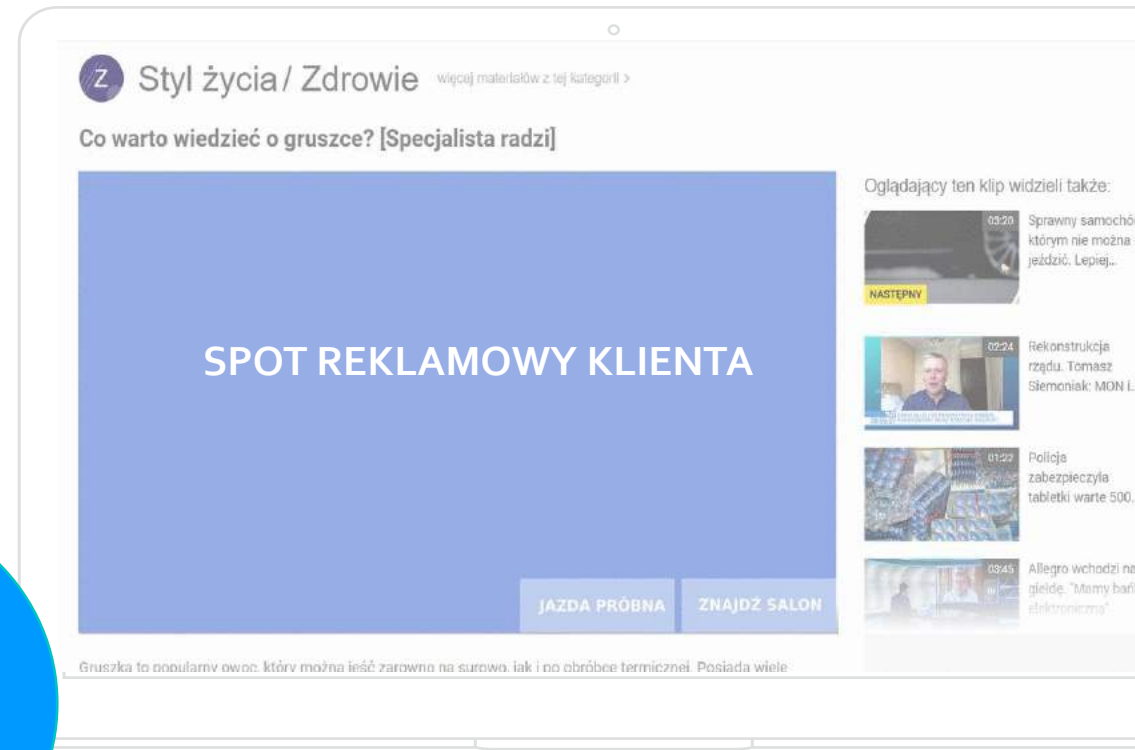 Z Styl życia / Zdrowie więcej materiałów z tej kategorii >
Co warto wiedzieć o gruszce? [Specjalista radzi]
SPOT REKLAMOWY KLIENTA
JAZDA PRÓBNA ZNAJDŹ SALON
Gruszka to popularny owoc, który można jeść zarówno na surowo, jak i po obróbce termicznej. Posiada wiele
Oglądający ten klip widzieli także:
03:20
NASTĘPNY
Sprawny samochó
którym nie można
jeździć. Lepiej...
02:24
Rekonstrukcja
rządu. Tomasz
Siemoniak: MON i...
01:22
Policja
zabezpieczyła
tabletki warte 500.
03:45
Allegro wchodzi na
giełdę. "Mamy bań
elektroniczną"